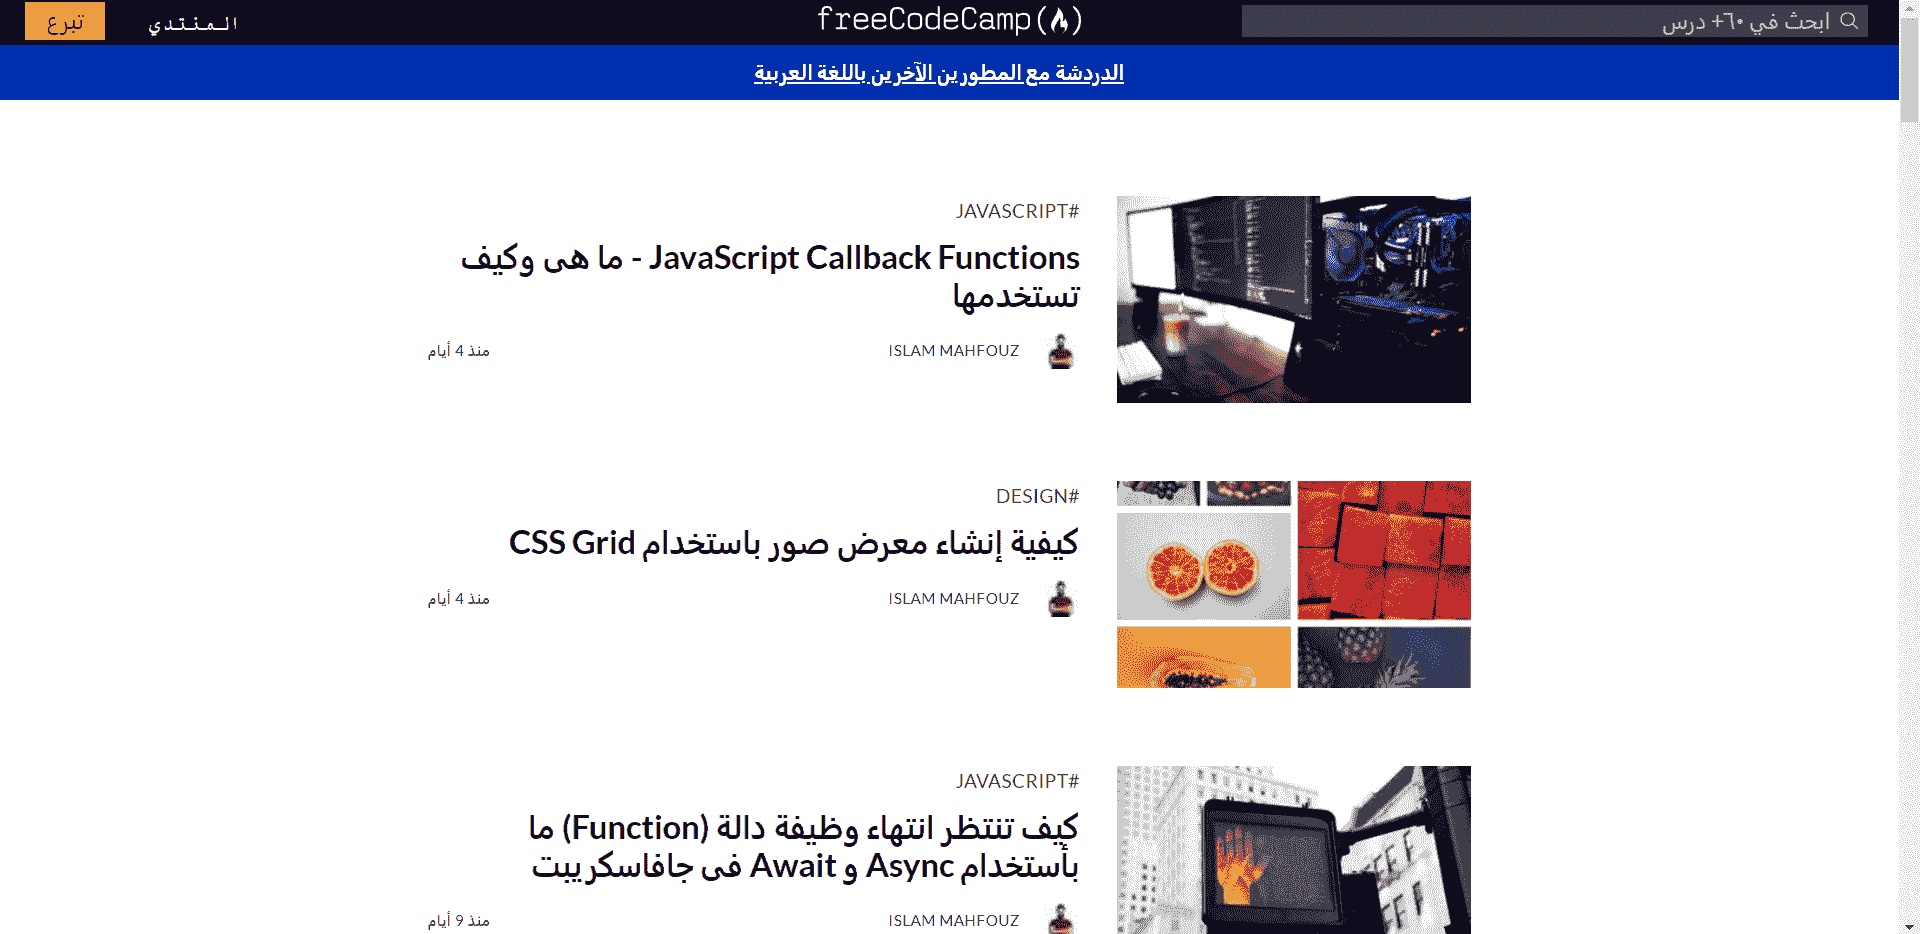 ابحث في ٦٠+ درس
freeCodeCamp(🔥)
المنتدي
تبرع
الدردشة مع المطورين الآخرين باللغة العربية
#JAVASCRIPT
JavaScript Callback Functions - ما هى وكيف
تستخدمها
ISLAM MAHFOUZ
منذ 4 أيام
#DESIGN
كيفية إنشاء معرض صور باستخدام CSS Grid
ISLAM MAHFOUZ
منذ 4 أيام
#JAVASCRIPT
كيف تنتظر انتهاء وظيفة دالة (Function) ما
بأستخدام Async و Await فى جافاسكريبت
ISLAM MAHFOUZ
منذ 9 أيام